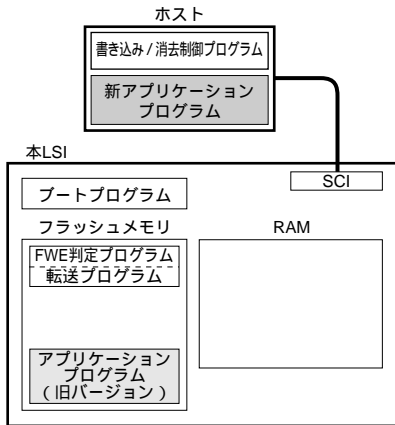 ホスト
書き込み / 消去制御プログラム
新アプリケーション
プログラム
本LSI
SCI
ブートプログラム
フラッシュメモリ
RAM
FWE判定プログラム
転送プログラム
アプリケーション
プログラム
（旧バージョン）